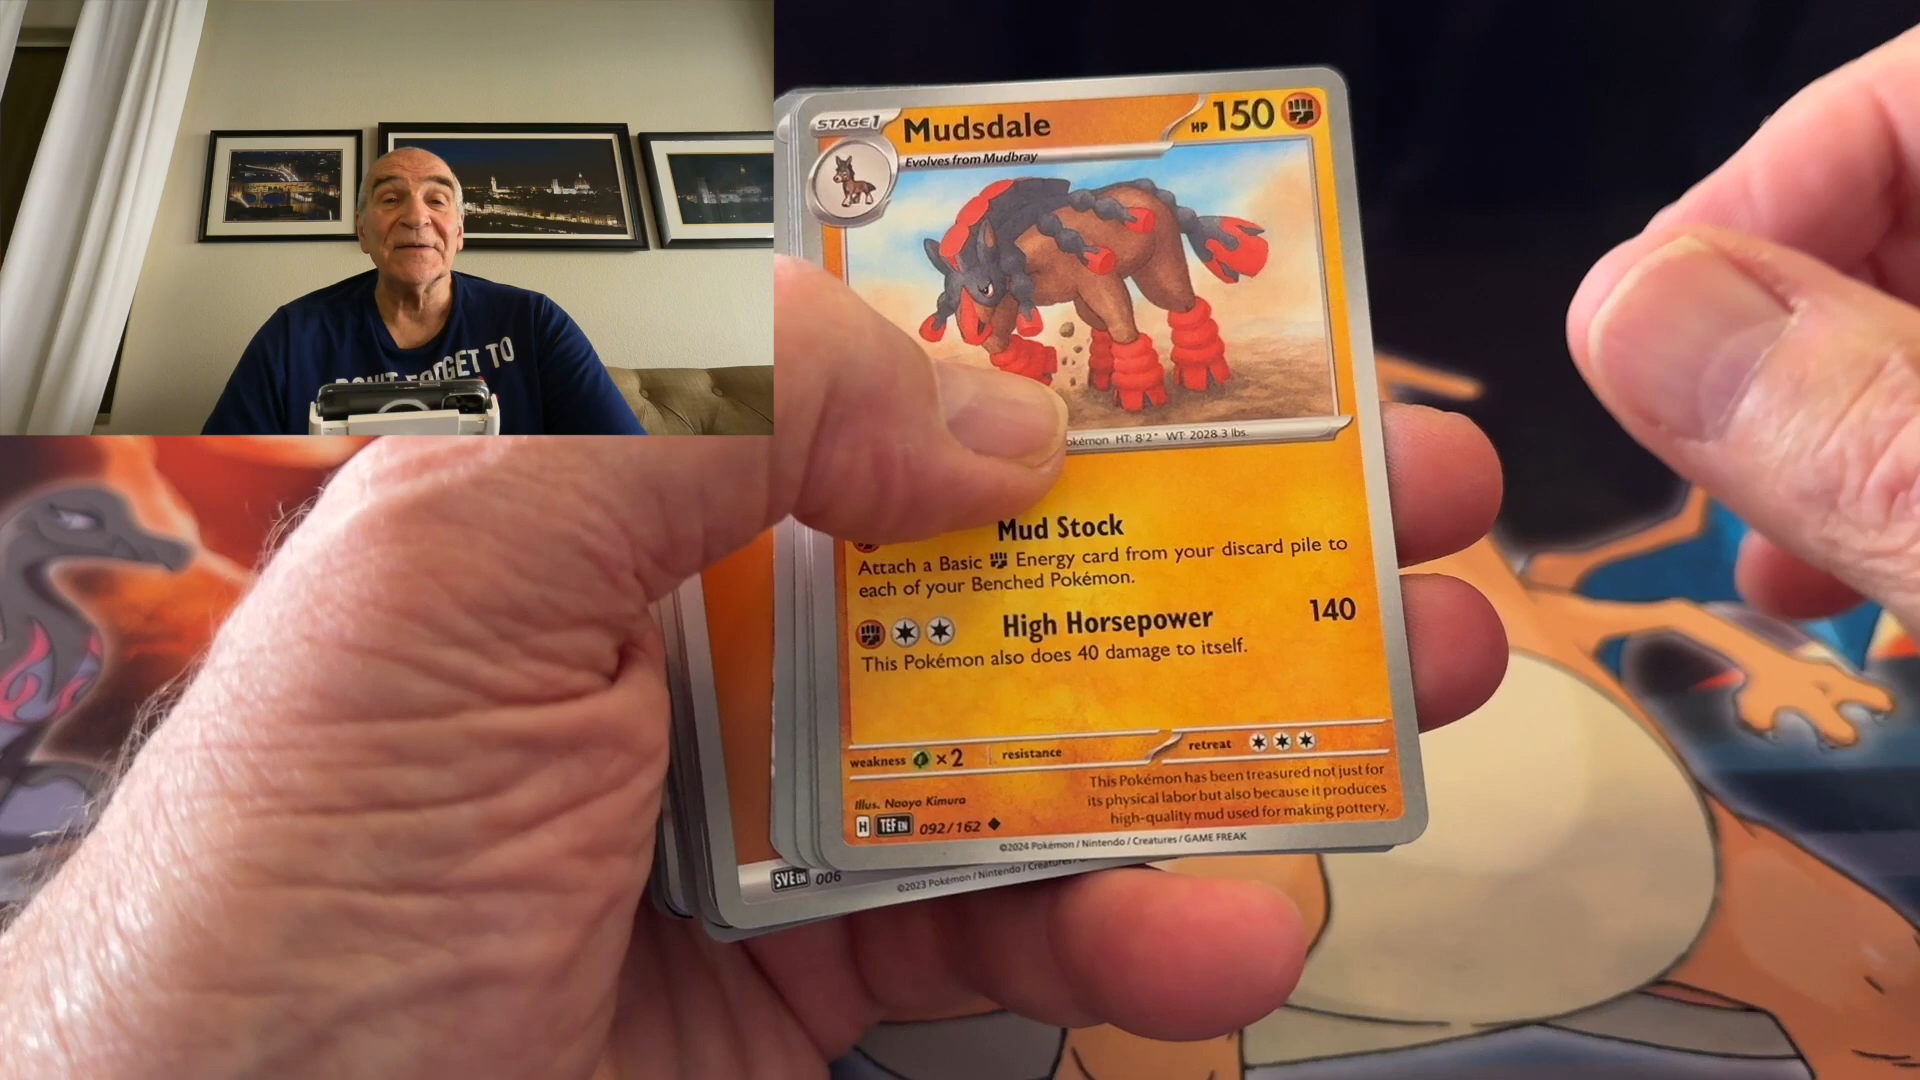 DON'T FORGET TO
STAGE1
Mudsdale
HP 150
Evolves from Mudbray
okémon HT: 8'2" WT: 2028.3 lbs.
Mud Stock
Attach a Basic Energy card from your discard pile to
each of your Benched Pokémon.
High Horsepower 140
This Pokémon also does 40 damage to itself.
weakness ×2 resistance retreat
This Pokémon has been treasured not just for
its physical labor but also because it produces
high-quality mud used for making pottery.
Illus. Naoyo Kimura
H TEF EN 092/162
©2024 Pokémon / Nintendo / Creatures / GAME FREAK
SVE EN 006
©2023 Pokémon / Nintendo / Creatures